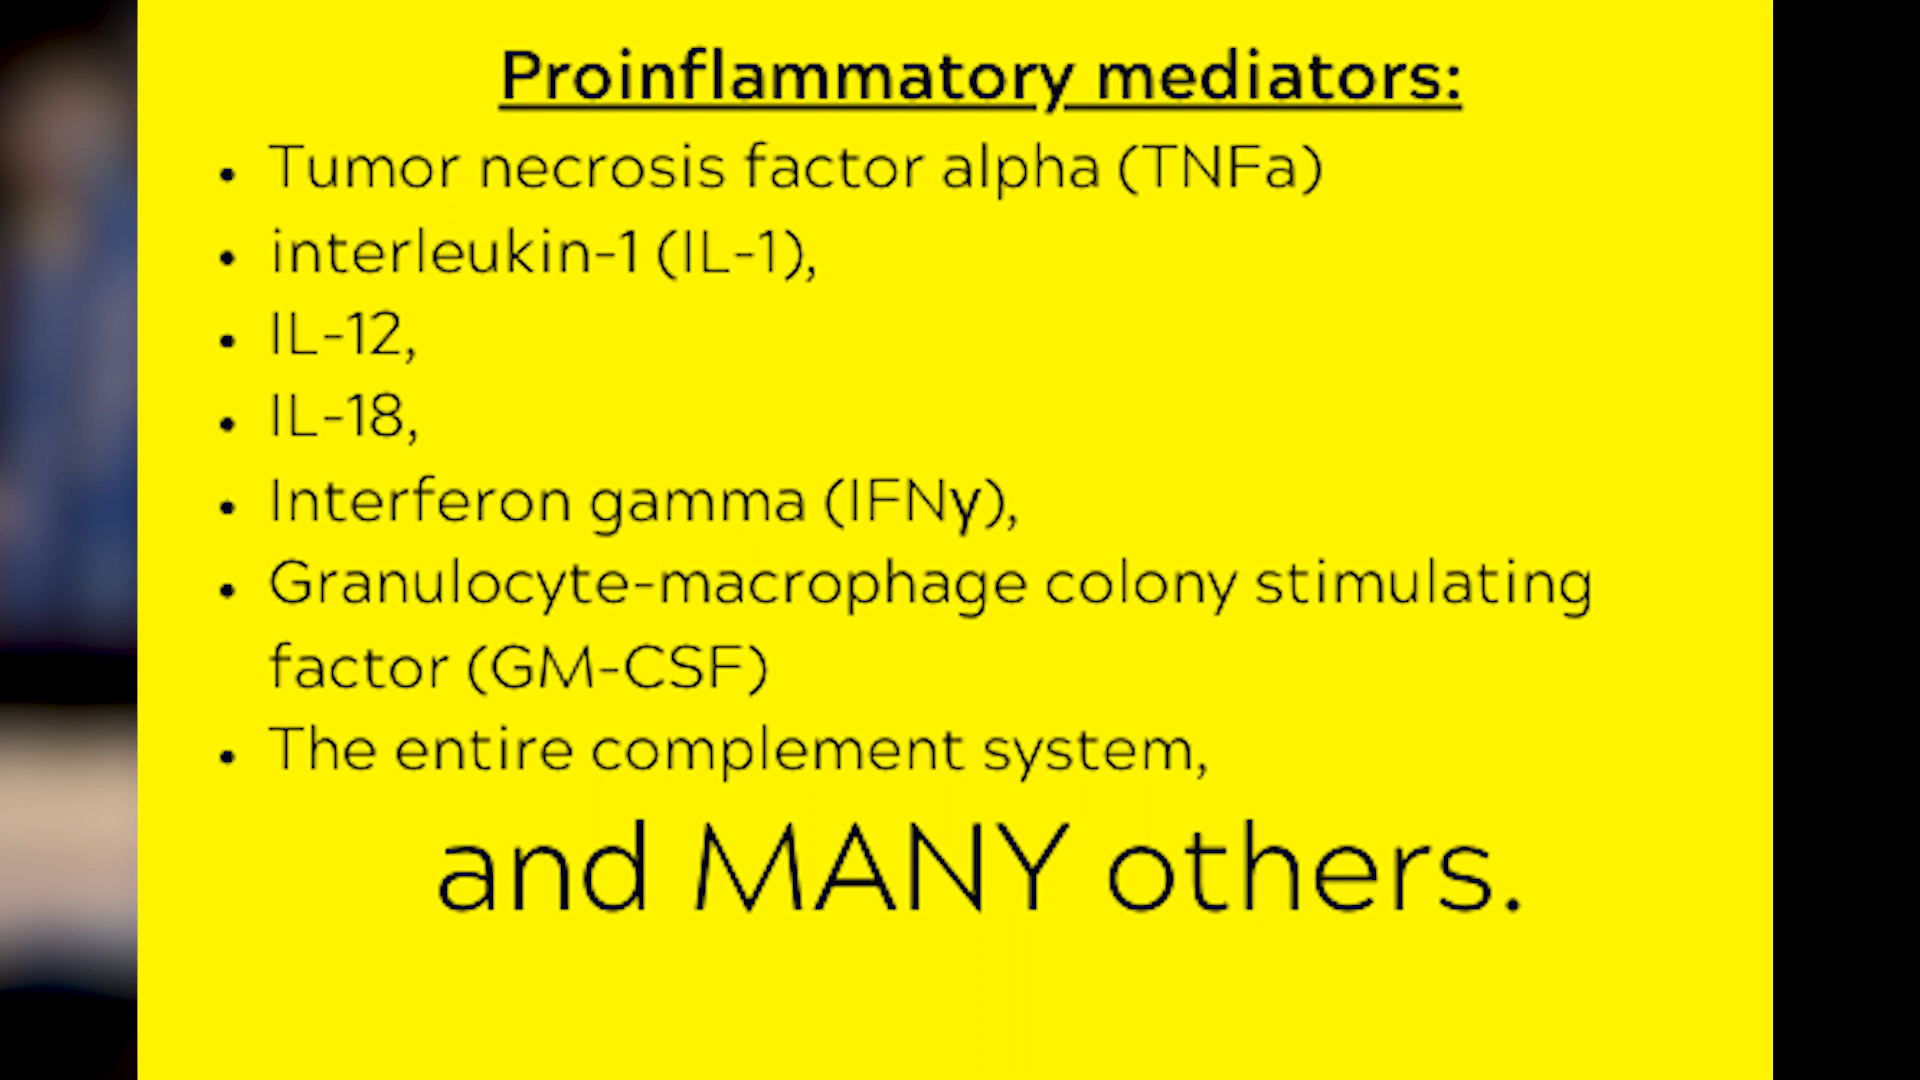 Proinflammatory mediators:
• Tumor necrosis factor alpha (TNFa)
• interleukin-1 (IL-1),
• IL-12,
• IL-18,
• Interferon gamma (IFNγ),
• Granulocyte-macrophage colony stimulating
factor (GM-CSF)
• The entire complement system,
and MANY others.